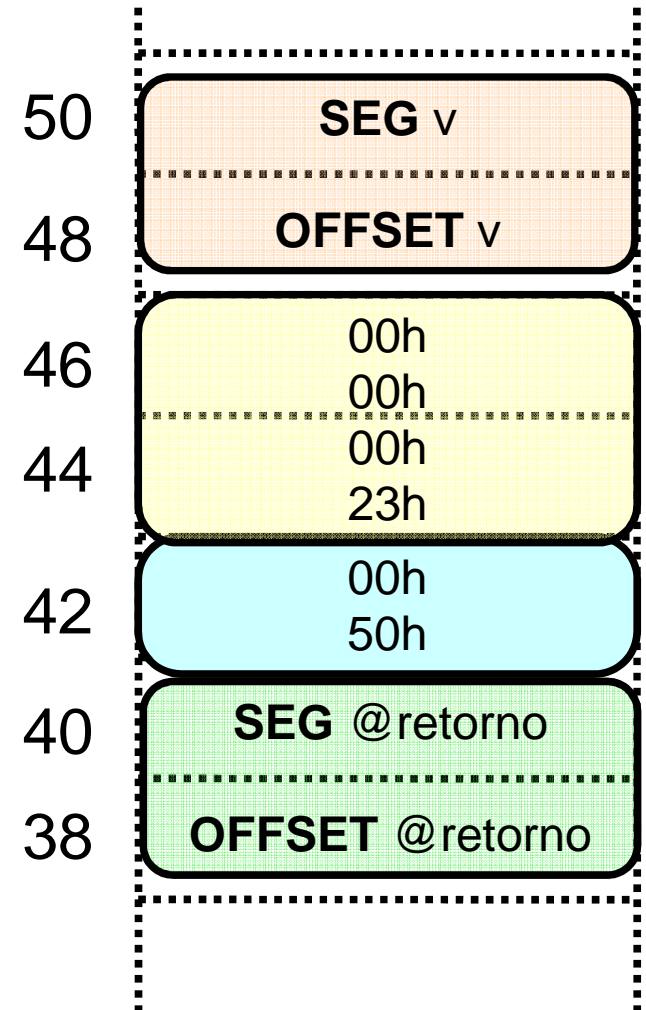 50
SEG v
48
OFFSET v
00h
46
00h
00h
44
23h
00h
42
50h
40
SEG @retorno
38
OFFSET @retorno